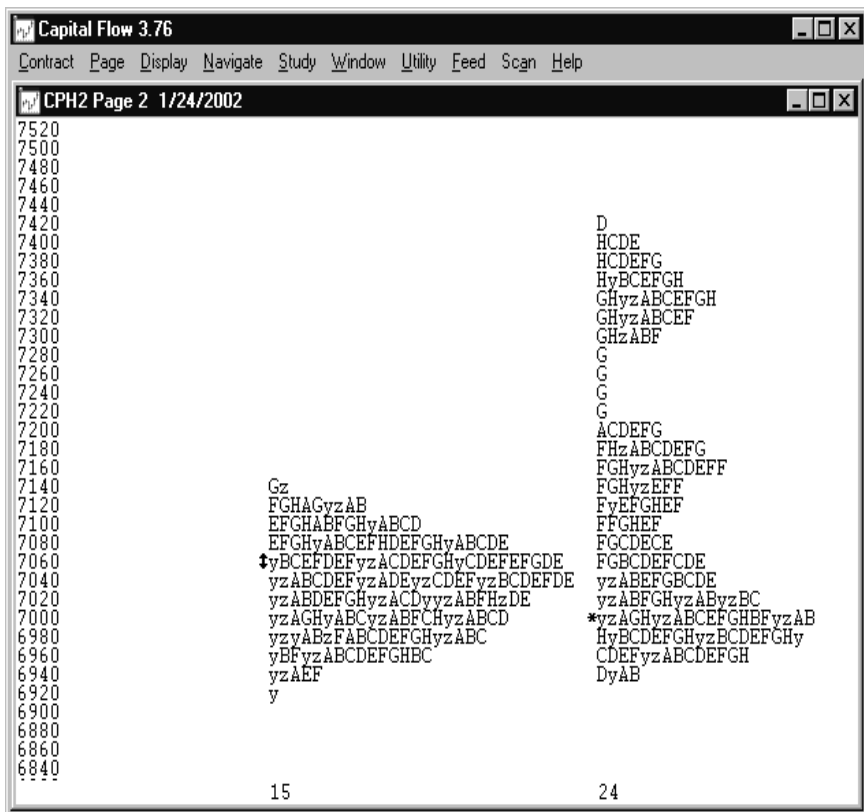 Capital Flow 3.76
Contract Page Display Navigate Study Window Utility Feed Scan Help
CPH2 Page 2 1/24/2002
7520
7500
7480
7460
7440
7420 D
7400 HCDE
7380 HCDEFG
7360 HyBCEFGH
7340 GHyzABCEFGH
7320 GHyzABCEF
7300 GHzABF
7280 G
7260 G
7240 G
7220 G
7200 ACDEFG
7180 FHzABCDEFG
7160 FGHyzABCDEFF
7140 Gz FGHyzEFF
7120 FGHAGyzAB FyEFGHEF
7100 EFGHABFGHyABCD FFGHEF
7080 EFGHyABCEFHDEFGHyABCDE FGCDECE
7060 ↕yBCEFDEFyzACDEFGHyCDEFEFGDE FGBCDEFCDE
7040 yzABCDEFyzADEyzCDEFyzBCDEFDE yzABEFGBCDE
7020 yzABDEFGHyzACDyyzABFHzDE yzABFGHyzAByzBC
7000 yzAGHyABCyzABFCHyzABCD *yzAGHyzABCEFGHBFyzAB
6980 yzyABzFABCDEFGHyzABC HyBCDEFGHyzBCDEFGHy
6960 yBFyzABCDEFGHBC CDEFyzABCDEFGH
6940 yzAEF DyAB
6920 y
6900
6880
6860
6840
15 24